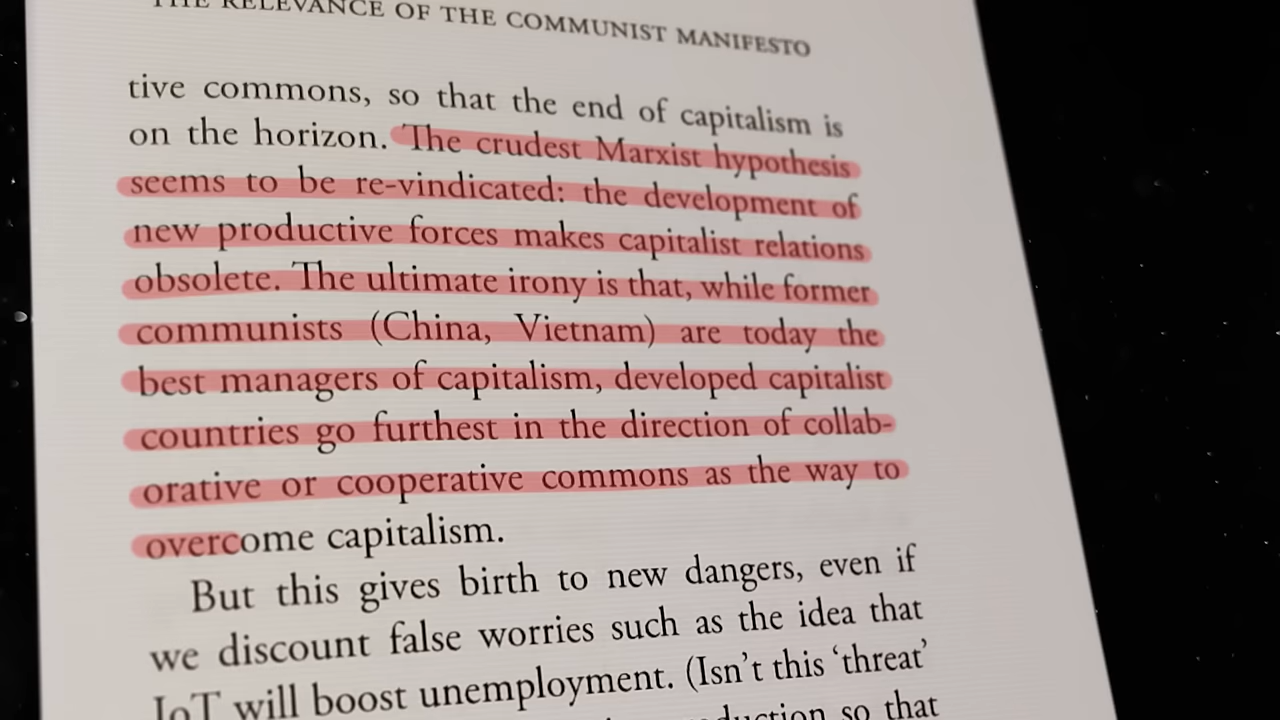 THE RELEVANCE OF THE COMMUNIST MANIFESTO
tive commons, so that the end of capitalism is
on the horizon. The crudest Marxist hypothesis
seems to be re-vindicated: the development of
new productive forces makes capitalist relations
obsolete. The ultimate irony is that, while former
communists (China, Vietnam) are today the
best managers of capitalism, developed capitalist
countries go furthest in the direction of collab-
orative or cooperative commons as the way to
overcome capitalism.
But this gives birth to new dangers, even if
we discount false worries such as the idea that
IoT will boost unemployment. (Isn’t this ‘threat’
so that